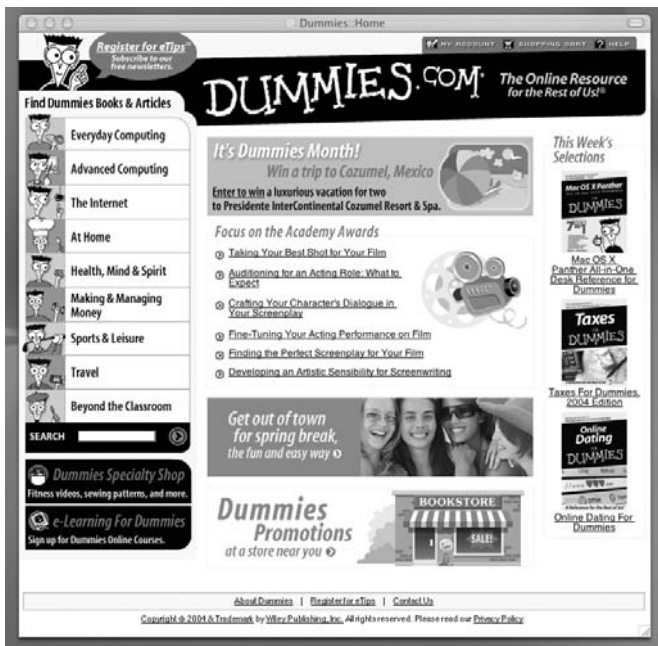 Dummies::Home
Register for eTips™
Subscribe to our
free newsletters.
MY ACCOUNT
SHOPPING CART
HELP
DUMMIES.COM®
The Online Resource
for the Rest of Us!®
Find Dummies Books & Articles
Everyday Computing
Advanced Computing
The Internet
At Home
Health, Mind & Spirit
Making & Managing
Money
Sports & Leisure
Travel
Beyond the Classroom
SEARCH
Dummies Specialty Shop
Fitness videos, sewing patterns, and more.
e-Learning For Dummies
Sign up for Dummies Online Courses.
It's Dummies Month!
Win a trip to Cozumel, Mexico
Enter to win a luxurious vacation for two
to Presidente InterContinental Cozumel Resort & Spa.
Focus on the Academy Awards
Taking Your Best Shot for Your Film
Auditioning for an Acting Role: What to
Expect
Crafting Your Character's Dialogue in
Your Screenplay
Fine-Tuning Your Acting Performance on Film
Finding the Perfect Screenplay for Your Film
Developing an Artistic Sensibility for Screenwriting
Get out of town
for spring break,
the fun and easy way
Dummies
Promotions
at a store near you
BOOKSTORE
SALE!
This Week's
Selections
Mac OS X Panther
DUMMIES
Mac OS X
Panther All-in-One
Desk Reference for
Dummies
Taxes
DUMMIES
Taxes For Dummies,
2004 Edition
Online
Dating
DUMMIES
Online Dating For
Dummies
About Dummies | Register for eTips | Contact Us
Copyright © 2004 & Trademark by Wiley Publishing, Inc. All rights reserved. Please read our Privacy Policy.